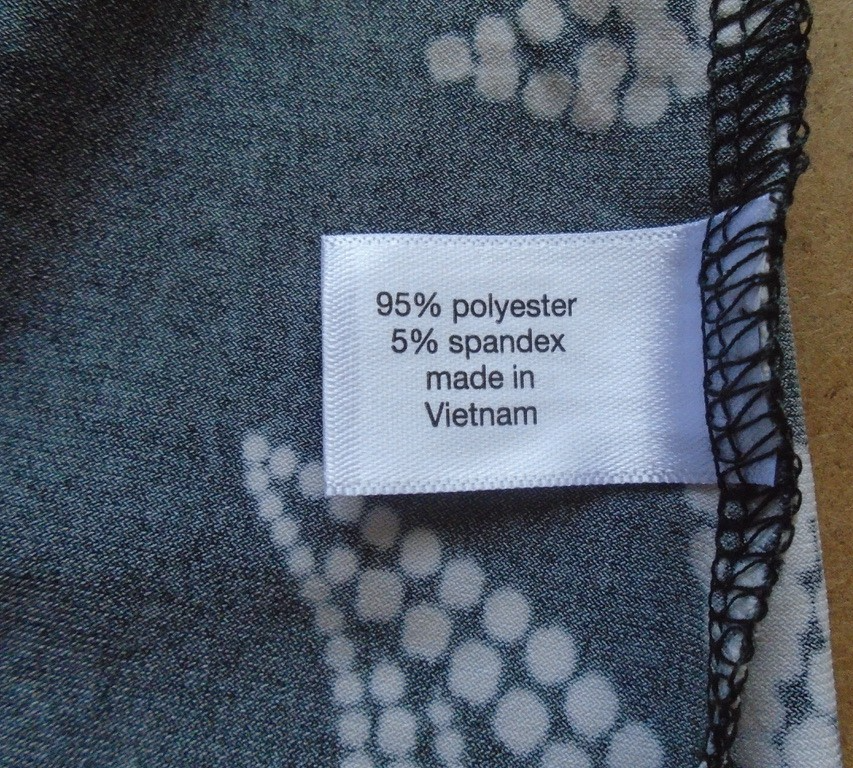 95% polyester
5% spandex
made in
Vietnam